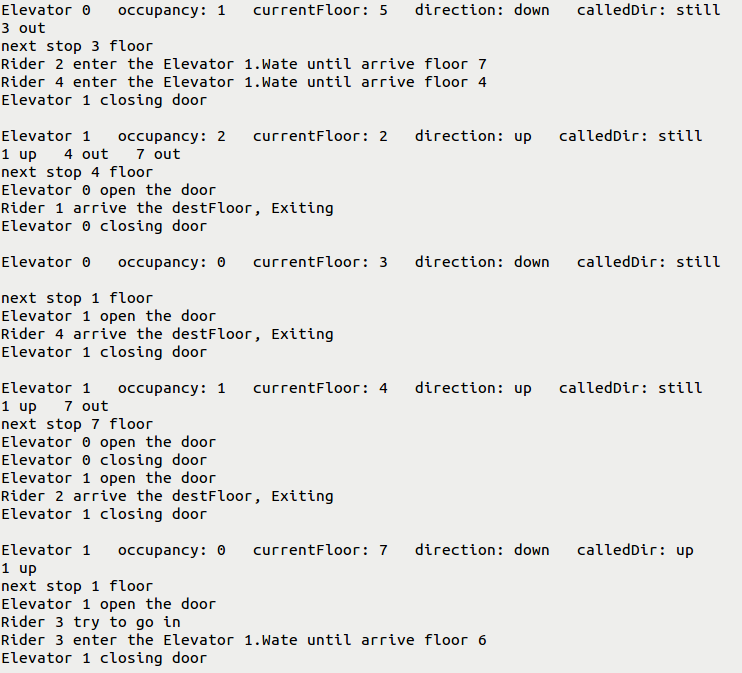 Elevator 0   occupancy: 1   currentFloor: 5   direction: down   calledDir: still
3 out
next stop 3 floor
Rider 2 enter the Elevator 1.Wate until arrive floor 7
Rider 4 enter the Elevator 1.Wate until arrive floor 4
Elevator 1 closing door

Elevator 1   occupancy: 2   currentFloor: 2   direction: up   calledDir: still
1 up   4 out   7 out
next stop 4 floor
Elevator 0 open the door
Rider 1 arrive the destFloor, Exiting
Elevator 0 closing door

Elevator 0   occupancy: 0   currentFloor: 3   direction: down   calledDir: still

next stop 1 floor
Elevator 1 open the door
Rider 4 arrive the destFloor, Exiting
Elevator 1 closing door

Elevator 1   occupancy: 1   currentFloor: 4   direction: up   calledDir: still
1 up   7 out
next stop 7 floor
Elevator 0 open the door
Elevator 0 closing door
Elevator 1 open the door
Rider 2 arrive the destFloor, Exiting
Elevator 1 closing door

Elevator 1   occupancy: 0   currentFloor: 7   direction: down   calledDir: up
1 up
next stop 1 floor
Elevator 1 open the door
Rider 3 try to go in
Rider 3 enter the Elevator 1.Wate until arrive floor 6
Elevator 1 closing door